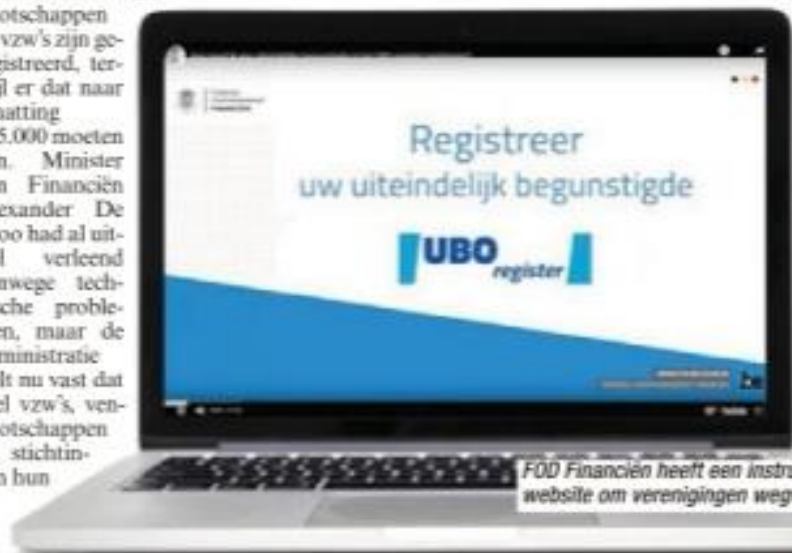 otschappen
vzw's zijn ge-
gistreerd, ter-
jl er dat naar
hatting
5.000 moeten
n. Minister
n Financiën
exander De
oo had al uit-
l verleend
nwege tech-
sche proble-
en, maar de
ministratie
lt nu vast dat
el vzw's, ven-
otschappen
stichtin-
n hun
Registreer
uw uiteindelijk begunstigde
UBO
register
.be
FOD Financiën heeft een instru
website om verenigingen weg